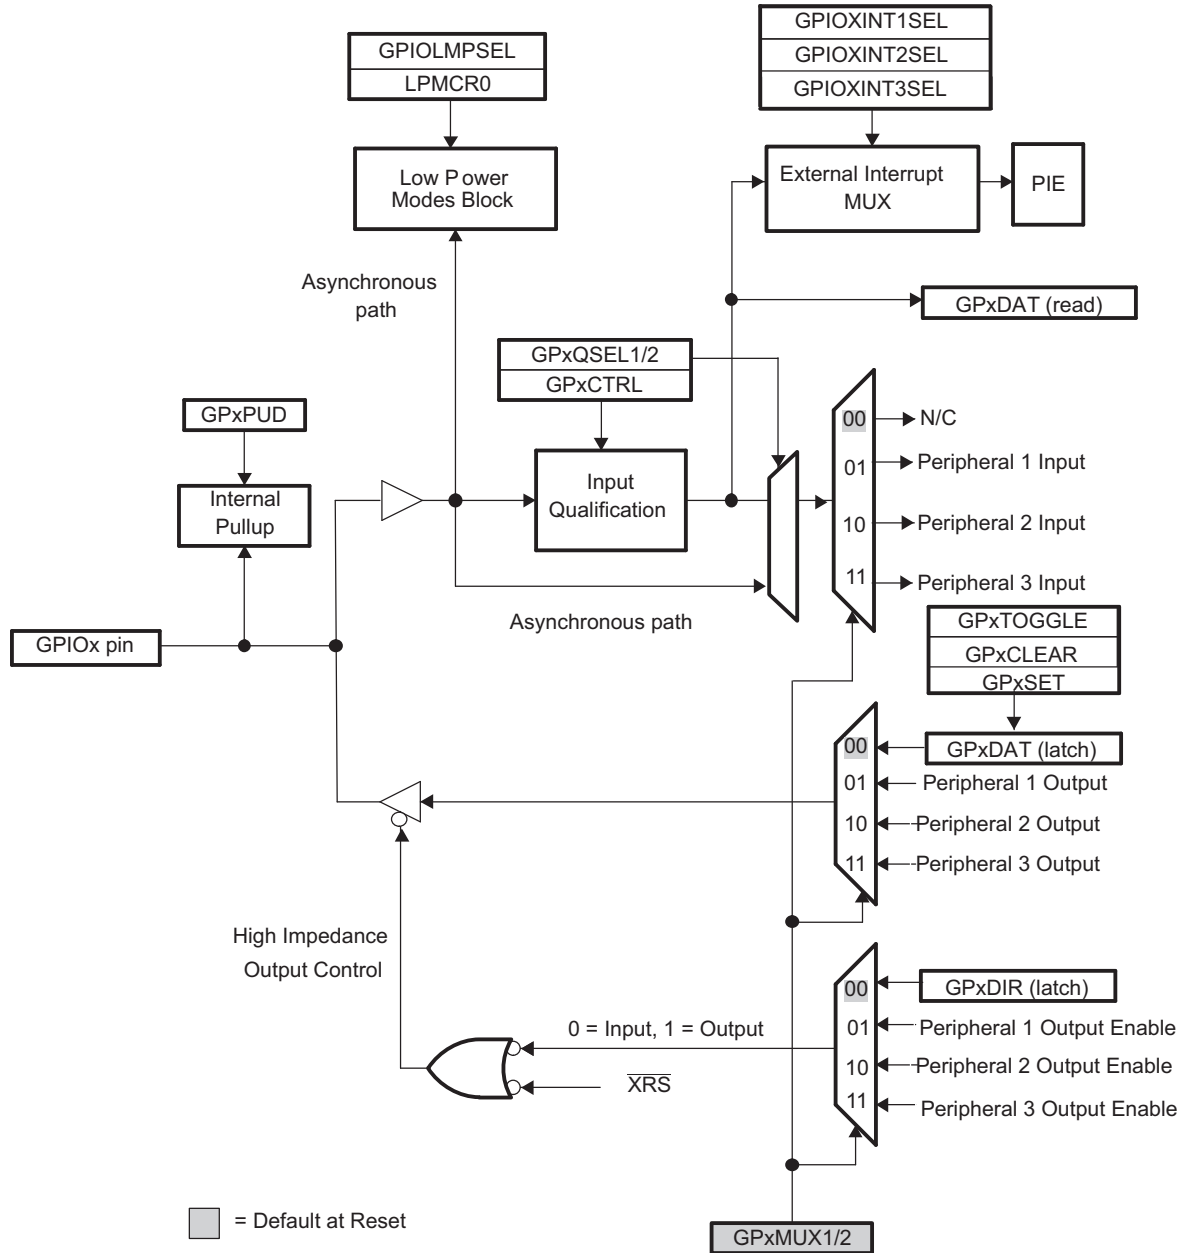 GPIOLMPSEL
LPMCR0
GPIOXINT1SEL
GPIOXINT2SEL
GPIOXINT3SEL
Low Power
Modes Block
External Interrupt
MUX
PIE
Asynchronous
path
GPxDAT (read)
GPxQSEL1/2
GPxCTRL
GPxPUD
Internal
Pullup
Input
Qualification
00
N/C
01
Peripheral 1 Input
10
Peripheral 2 Input
11
Peripheral 3 Input
Asynchronous path
GPIOx pin
GPxTOGGLE
GPxCLEAR
GPxSET
00
GPxDAT (latch)
01
Peripheral 1 Output
10
Peripheral 2 Output
11
Peripheral 3 Output
High Impedance
Output Control
00
GPxDIR (latch)
0 = Input, 1 = Output
01
Peripheral 1 Output Enable
10
Peripheral 2 Output Enable
11
Peripheral 3 Output Enable
XRS
= Default at Reset
GPxMUX1/2